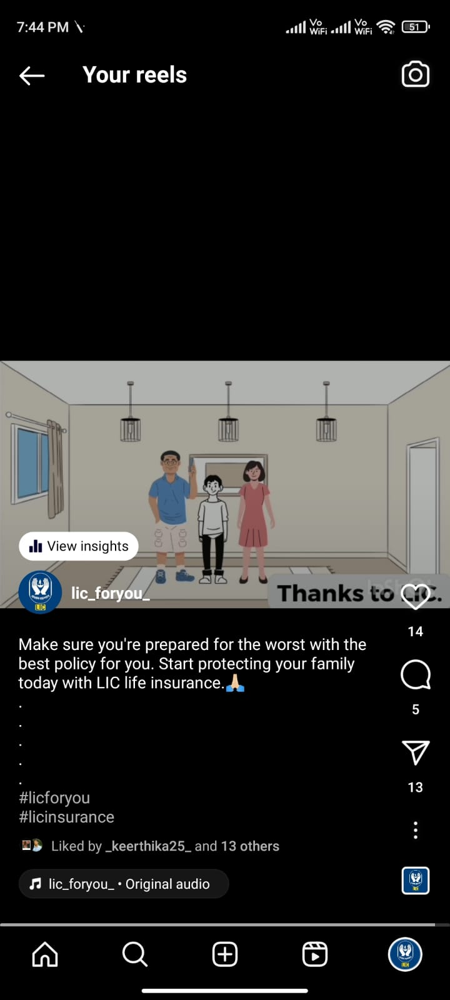 7:44 PM
Vo WiFi Vo WiFi 51
Your reels
View insights
lic_foryou_
Thanks to LIC.
14
Make sure you're prepared for the worst with the
best policy for you. Start protecting your family
today with LIC life insurance.🙏
.
.
.
.
.
5
13
#licforyou
#licinsurance
Liked by _keerthika25_ and 13 others
lic_foryou_ • Original audio
LIC